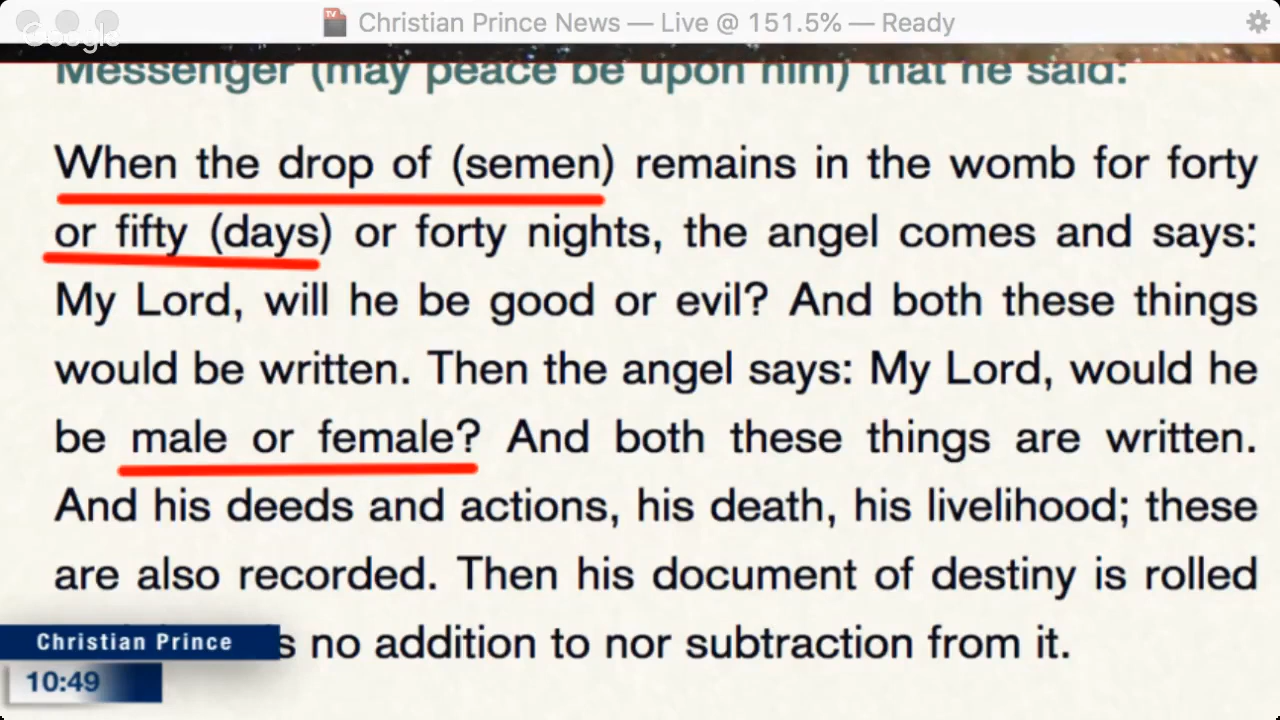 Christian Prince News — Live @ 151.5% — Ready
Google
Messenger (may peace be upon him) that he said:
When the drop of (semen) remains in the womb for forty
or fifty (days) or forty nights, the angel comes and says:
My Lord, will he be good or evil? And both these things
would be written. Then the angel says: My Lord, would he
be male or female? And both these things are written.
And his deeds and actions, his death, his livelihood; these
are also recorded. Then his document of destiny is rolled
no addition to nor subtraction from it.
Christian Prince
10:49